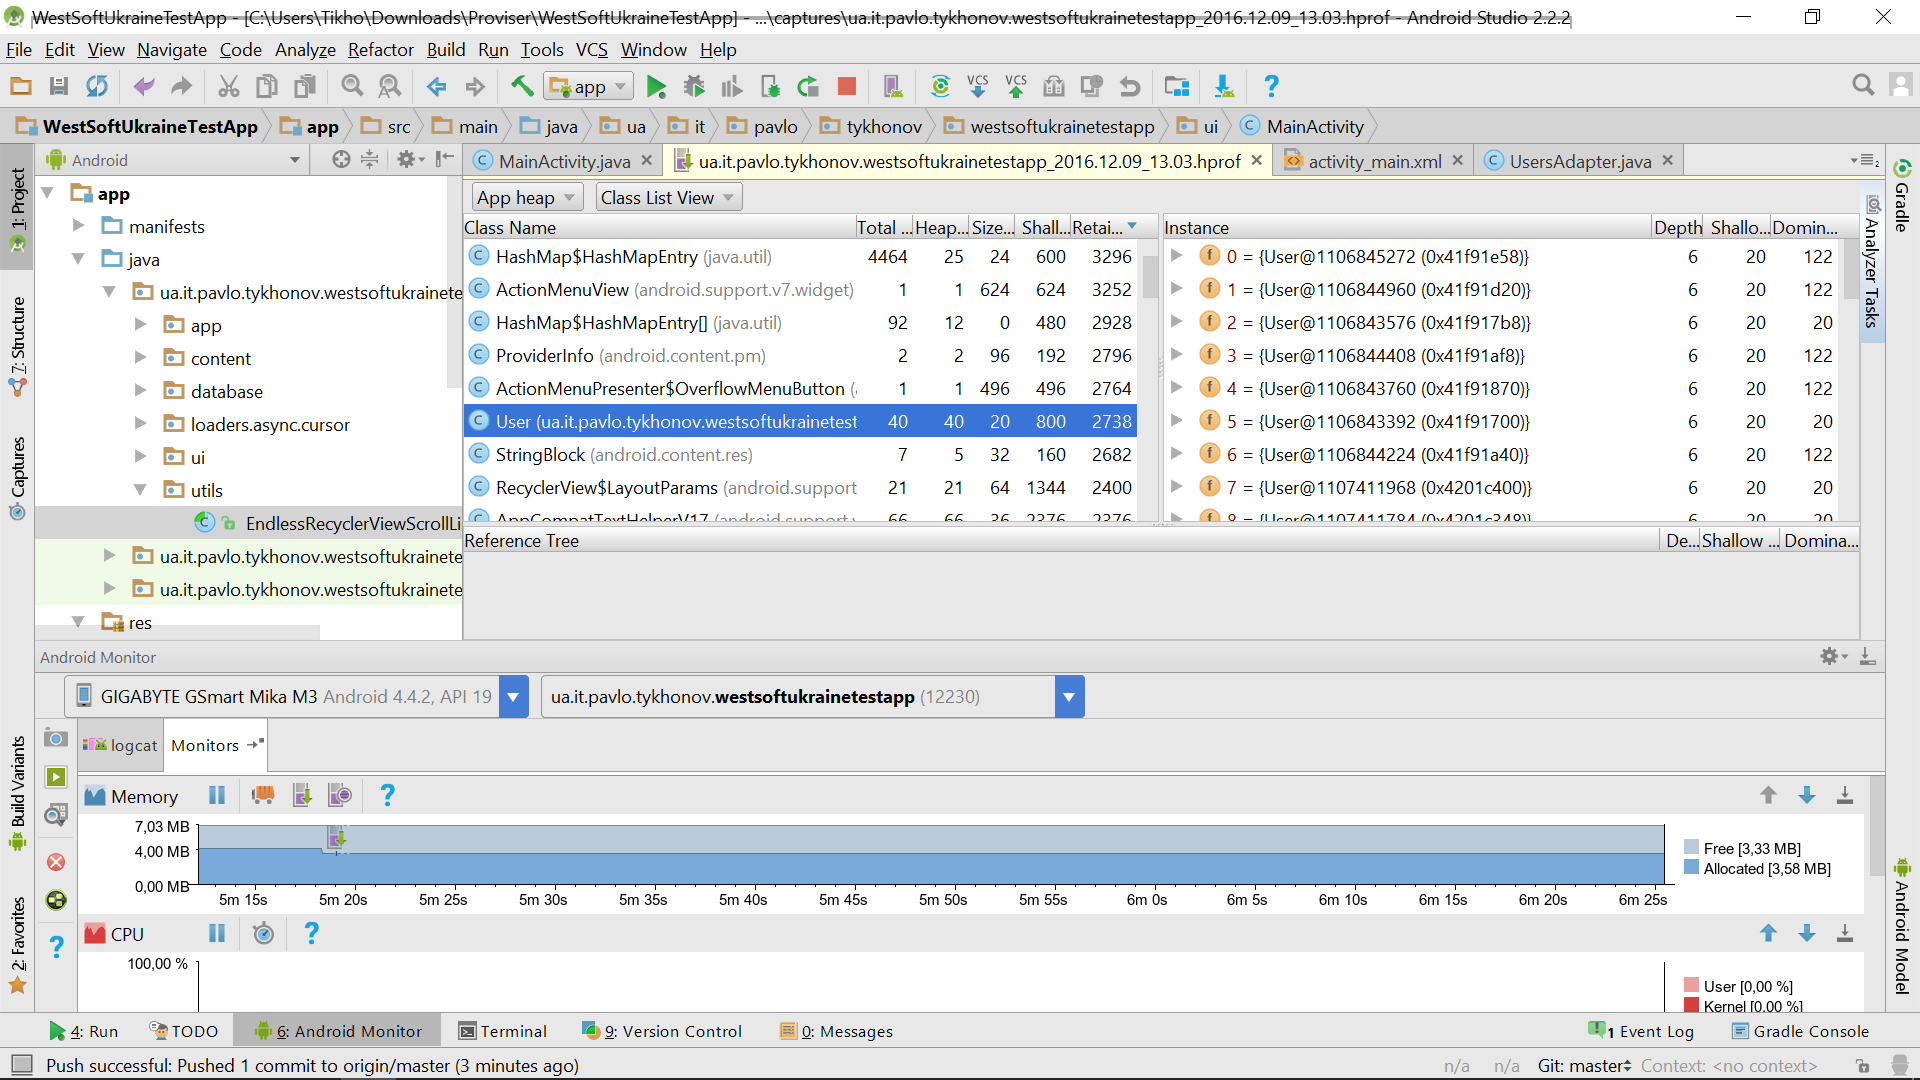 WestSoftUkraineTestApp - [C:\Users\Tikho\Downloads\Proviser\WestSoftUkraineTestApp] - ...\captures\ua.it.pavlo.tykhonov.westsoftukrainetestapp_2016.12.09_13.03.hprof - Android Studio 2.2.2
File Edit View Navigate Code Analyze Refactor Build Run Tools VCS Window Help
app VCS VCS ?
WestSoftUkraineTestApp app src main java ua it pavlo tykhonov westsoftukrainetestapp ui MainActivity
Android
MainActivity.java ua.it.pavlo.tykhonov.westsoftukrainetestapp_2016.12.09_13.03.hprof activity_main.xml UsersAdapter.java
1: Project
7: Structure
Captures
Build Variants
2: Favorites
app
manifests
java
ua.it.pavlo.tykhonov.westsoftukrainete
app
content
database
loaders.async.cursor
ui
utils
EndlessRecyclerViewScrollLi
ua.it.pavlo.tykhonov.westsoftukrainete
ua.it.pavlo.tykhonov.westsoftukrainete
res
App heap Class List View
Class Name Total ... Heap... Size... Shall... Retai...
HashMap$HashMapEntry (java.util) 4464 25 24 600 3296
ActionMenuView (android.support.v7.widget) 1 1 624 624 3252
HashMap$HashMapEntry[] (java.util) 92 12 0 480 2928
ProviderInfo (android.content.pm) 2 2 96 192 2796
ActionMenuPresenter$OverflowMenuButton (a 1 1 496 496 2764
User (ua.it.pavlo.tykhonov.westsoftukrainetest 40 40 20 800 2738
StringBlock (android.content.res) 7 5 32 160 2682
RecyclerView$LayoutParams (android.support 21 21 64 1344 2400
AppCompatTextHelperV17 (android.support.v 66 66 36 2376 2376
Instance Depth Shallo... Domin...
0 = {User@1106845272 (0x41f91e58)} 6 20 122
1 = {User@1106844960 (0x41f91d20)} 6 20 122
2 = {User@1106843576 (0x41f917b8)} 6 20 20
3 = {User@1106844408 (0x41f91af8)} 6 20 122
4 = {User@1106843760 (0x41f91870)} 6 20 122
5 = {User@1106843392 (0x41f91700)} 6 20 20
6 = {User@1106844224 (0x41f91a40)} 6 20 122
7 = {User@1107411968 (0x4201c400)} 6 20 20
8 = {User@1107411784 (0x4201c348)} 6 20 20
Reference Tree De... Shallow ... Domina...
Gradle
Analyzer Tasks
Android Model
Android Monitor
GIGABYTE GSmart Mika M3 Android 4.4.2, API 19 ua.it.pavlo.tykhonov.westsoftukrainetestapp (12230)
logcat Monitors
Memory ?
7,03 MB
4,00 MB
0,00 MB
5m 15s 5m 20s 5m 25s 5m 30s 5m 35s 5m 40s 5m 45s 5m 50s 5m 55s 6m 0s 6m 5s 6m 10s 6m 15s 6m 20s 6m 25s
Free [3,33 MB]
Allocated [3,58 MB]
CPU ?
100,00 %
User [0,00 %]
Kernel [0,00 %]
?
4: Run TODO 6: Android Monitor Terminal 9: Version Control 0: Messages 1 Event Log Gradle Console
Push successful: Pushed 1 commit to origin/master (3 minutes ago) n/a n/a Git: master Context: <no context>